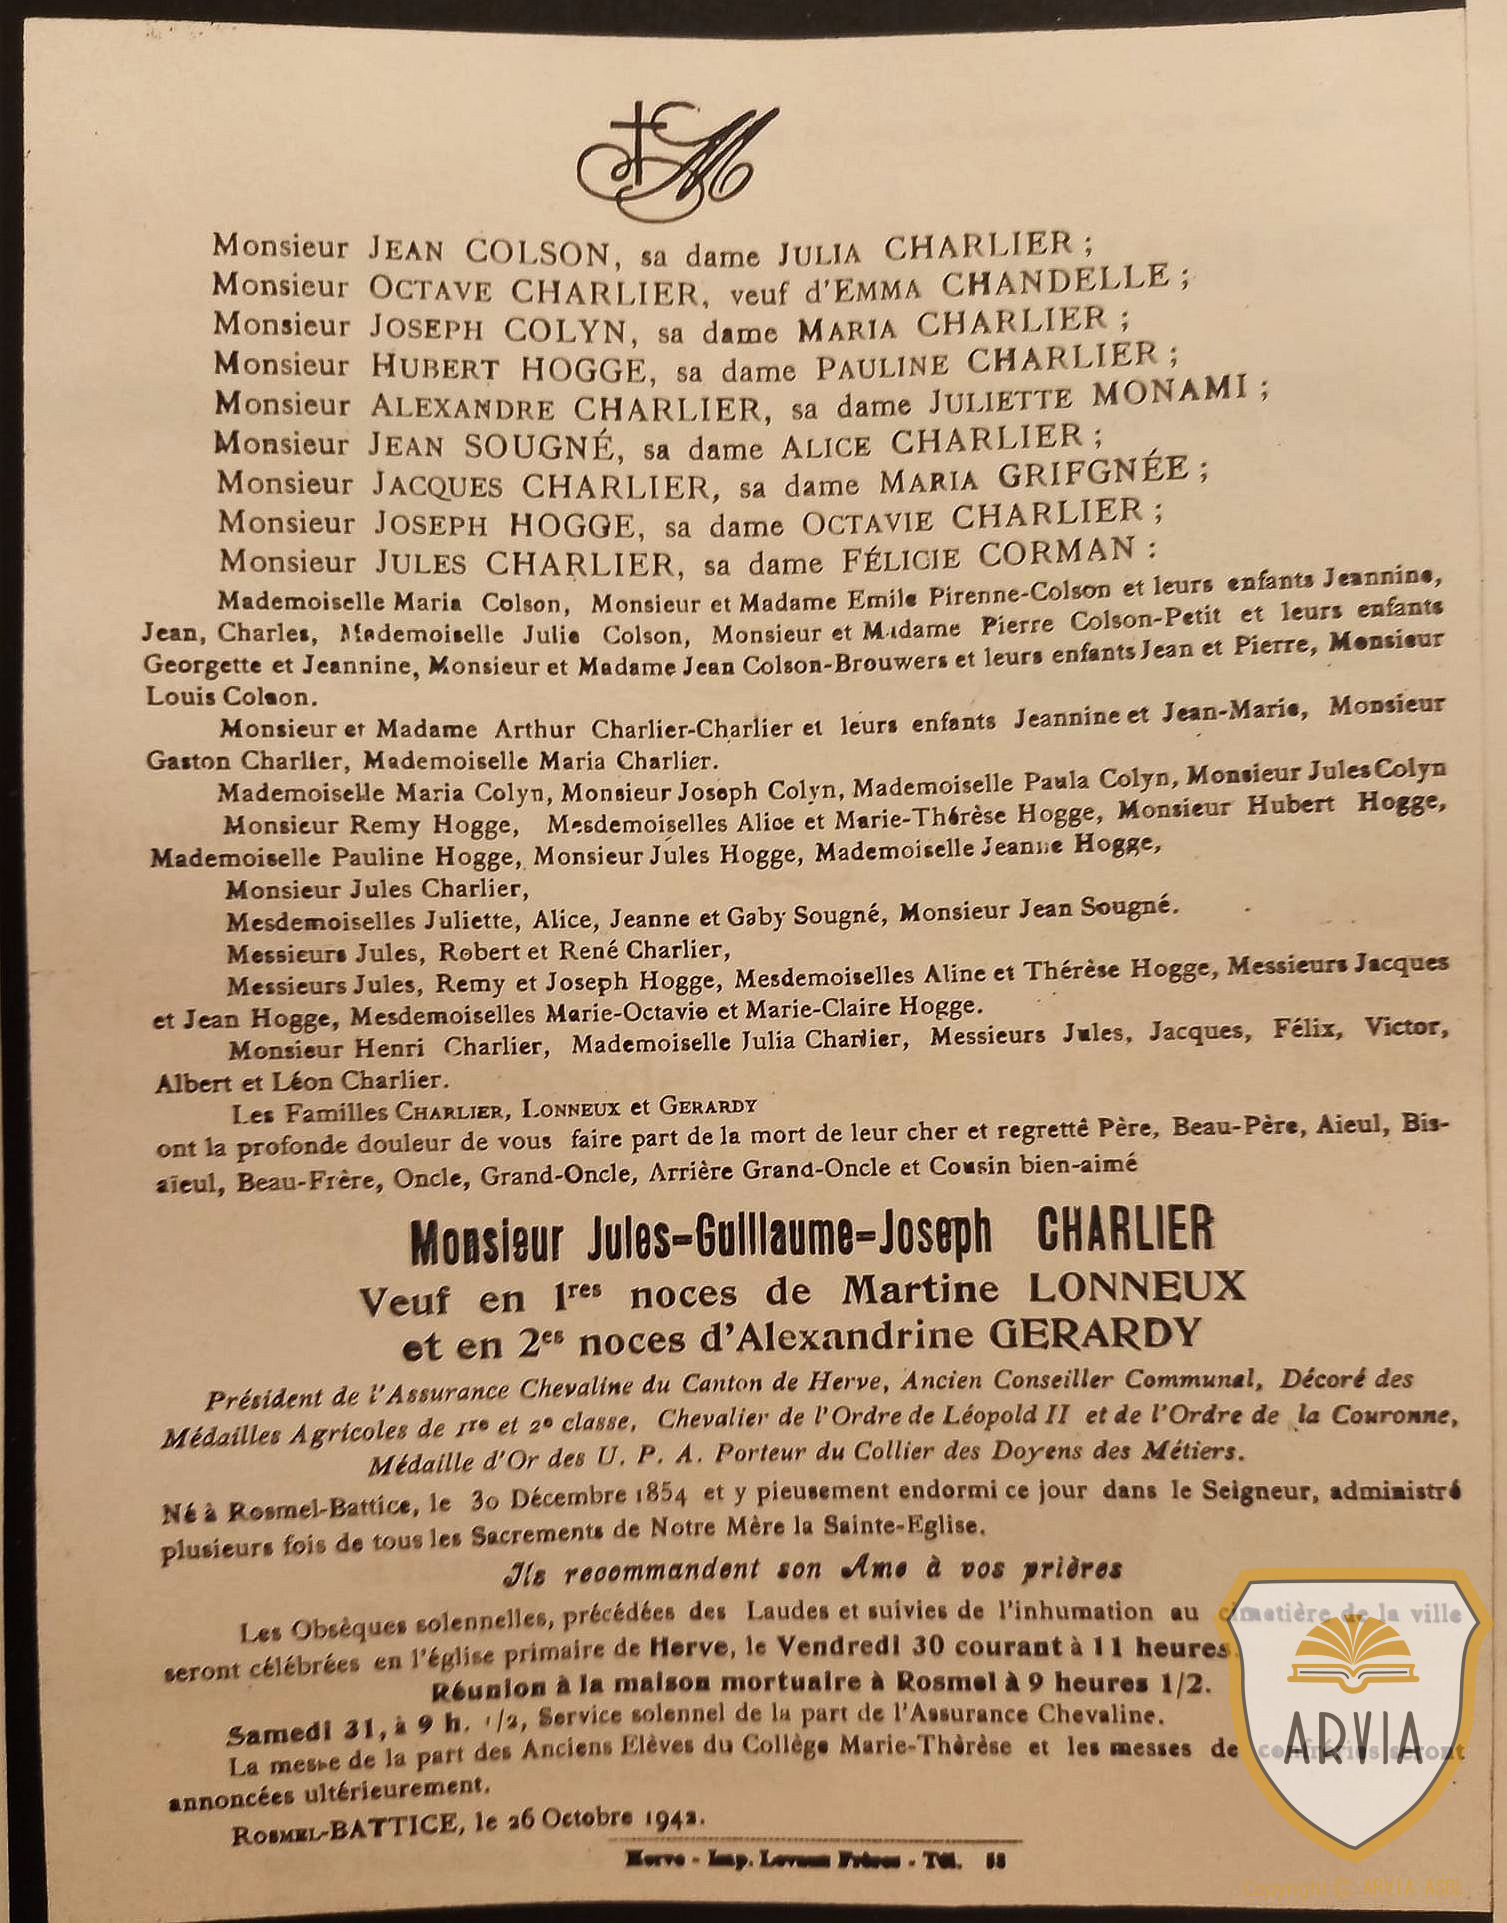 Monsieur JEAN COLSON, sa dame JULIA CHARLIER ;
Monsieur OCTAVE CHARLIER, veuf d'EMMA CHANDELLE ;
Monsieur JOSEPH COLYN, sa dame MARIA CHARLIER ;
Monsieur HUBERT HOGGE, sa dame PAULINE CHARLIER ;
Monsieur ALEXANDRE CHARLIER, sa dame JULIETTE MONAMI ;
Monsieur JEAN SOUGNÉ, sa dame ALICE CHARLIER ;
Monsieur JACQUES CHARLIER, sa dame MARIA GRIFGNÉE ;
Monsieur JOSEPH HOGGE, sa dame OCTAVIE CHARLIER ;
Monsieur JULES CHARLIER, sa dame FÉLICIE CORMAN :
Mademoiselle Maria Colson, Monsieur et Madame Emile Pirenne-Colson et leurs enfants Jeannine,
Jean, Charles, Mademoiselle Julie Colson, Monsieur et Madame Pierre Colson-Petit et leurs enfants
Georgette et Jeannine, Monsieur et Madame Jean Colson-Brouwers et leurs enfants Jean et Pierre, Monsieur
Louis Colson.
Monsieur et Madame Arthur Charlier-Charlier et leurs enfants Jeannine et Jean-Marie, Monsieur
Gaston Charlier, Mademoiselle Maria Charlier.
Mademoiselle Maria Colyn, Monsieur Joseph Colyn, Mademoiselle Paula Colyn, Monsieur Jules Colyn
Monsieur Remy Hogge, Mesdemoiselles Alice et Marie-Thérèse Hogge, Monsieur Hubert Hogge,
Mademoiselle Pauline Hogge, Monsieur Jules Hogge, Mademoiselle Jeanne Hogge,
Monsieur Jules Charlier,
Mesdemoiselles Juliette, Alice, Jeanne et Gaby Sougné, Monsieur Jean Sougné.
Messieurs Jules, Robert et René Charlier,
Messieurs Jules, Remy et Joseph Hogge, Mesdemoiselles Aline et Thérèse Hogge, Messieurs Jacques
et Jean Hogge, Mesdemoiselles Marie-Octavie et Marie-Claire Hogge.
Monsieur Henri Charlier, Mademoiselle Julia Charlier, Messieurs Jules, Jacques, Félix, Victor,
Albert et Léon Charlier.
Les Familles CHARLIER, LONNEUX et GERARDY
ont la profonde douleur de vous faire part de la mort de leur cher et regretté Père, Beau-Père, Aieul, Bis-
aïeul, Beau-Frère, Oncle, Grand-Oncle, Arrière Grand-Oncle et Cousin bien-aimé
Monsieur Jules-Guillaume-Joseph CHARLIER
Veuf en 1res noces de Martine LONNEUX
et en 2es noces d'Alexandrine GERARDY
Président de l'Assurance Chevaline du Canton de Herve, Ancien Conseiller Communal, Décoré des
Médailles Agricoles de 1re et 2e classe, Chevalier de l'Ordre de Léopold II et de l'Ordre de la Couronne,
Médaille d'Or des U. P. A. Porteur du Collier des Doyens des Métiers.
Né à Rosmel-Battice, le 30 Décembre 1854 et y pieusement endormi ce jour dans le Seigneur, administré
plusieurs fois de tous les Sacrements de Notre Mère la Sainte-Eglise.
Ils recommandent son Ame à vos prières
Les Obsèques solennelles, précédées des Laudes et suivies de l'inhumation au cimetière de la ville
seront célébrées en l'église primaire de Herve, le Vendredi 30 courant à 11 heures.
Réunion à la maison mortuaire à Rosmel à 9 heures 1/2.
Samedi 31, à 9 h. 1/2, Service solennel de la part de l'Assurance Chevaline.
La messe de la part des Anciens Elèves du Collège Marie-Thérèse et les messes de confréries seront
annoncées ultérieurement.
ROSMEL-BATTICE, le 26 Octobre 1942.
Herve - Imp. Frères - Tél.
ARVIA
Copyright © ARVIA ASBL